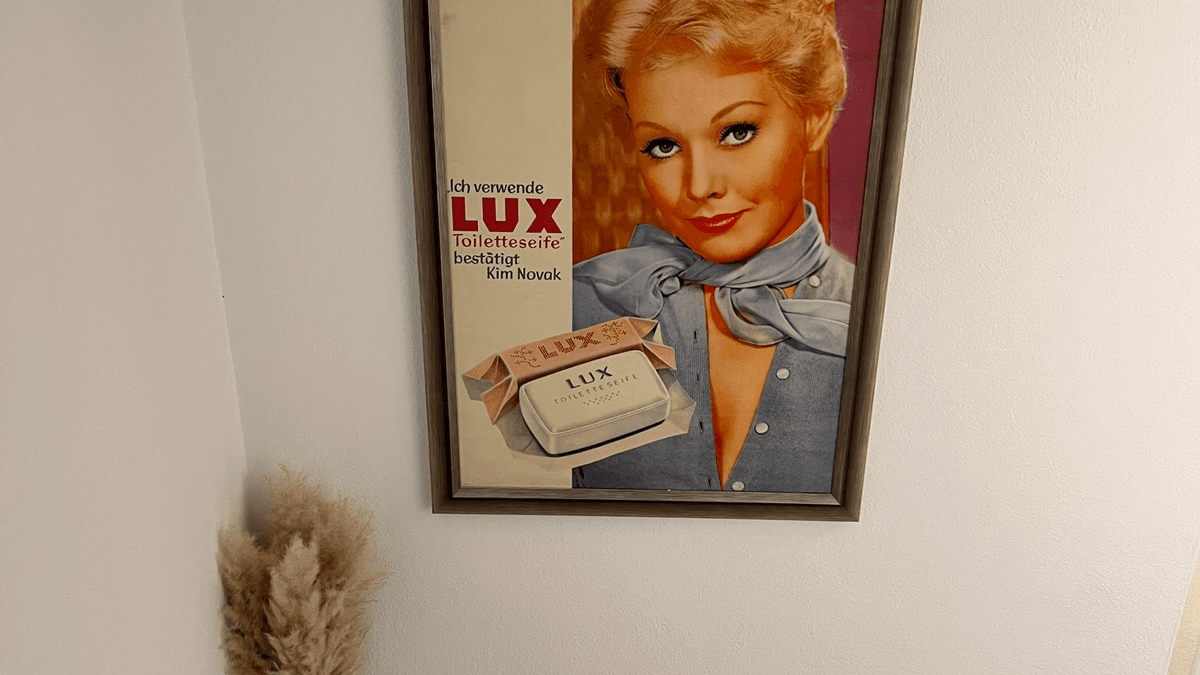 „Ich verwende
LUX
Toiletteseife"
bestätigt
Kim Novak
LUX
LUX
TOILETTESEIFE